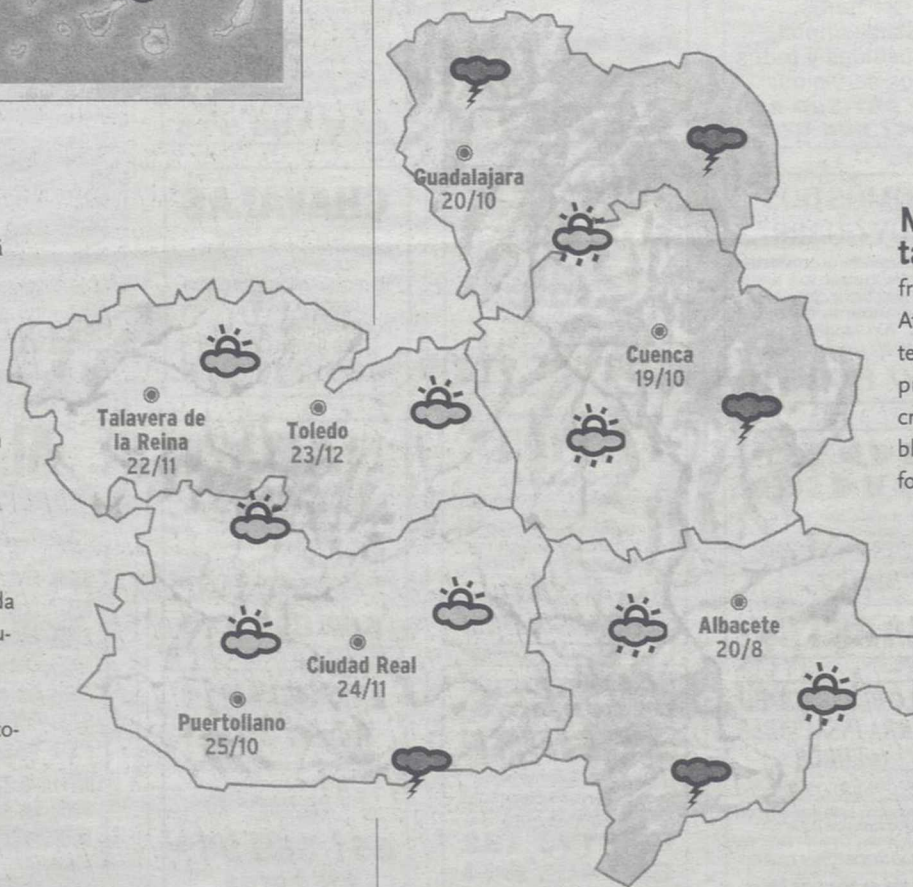 Guadalajara
20/10
Cuenca
19/10
Talavera de
la Reina
22/11
Toledo
23/12
Albacete
20/8
Ciudad Real
24/11
Puertollano
25/10